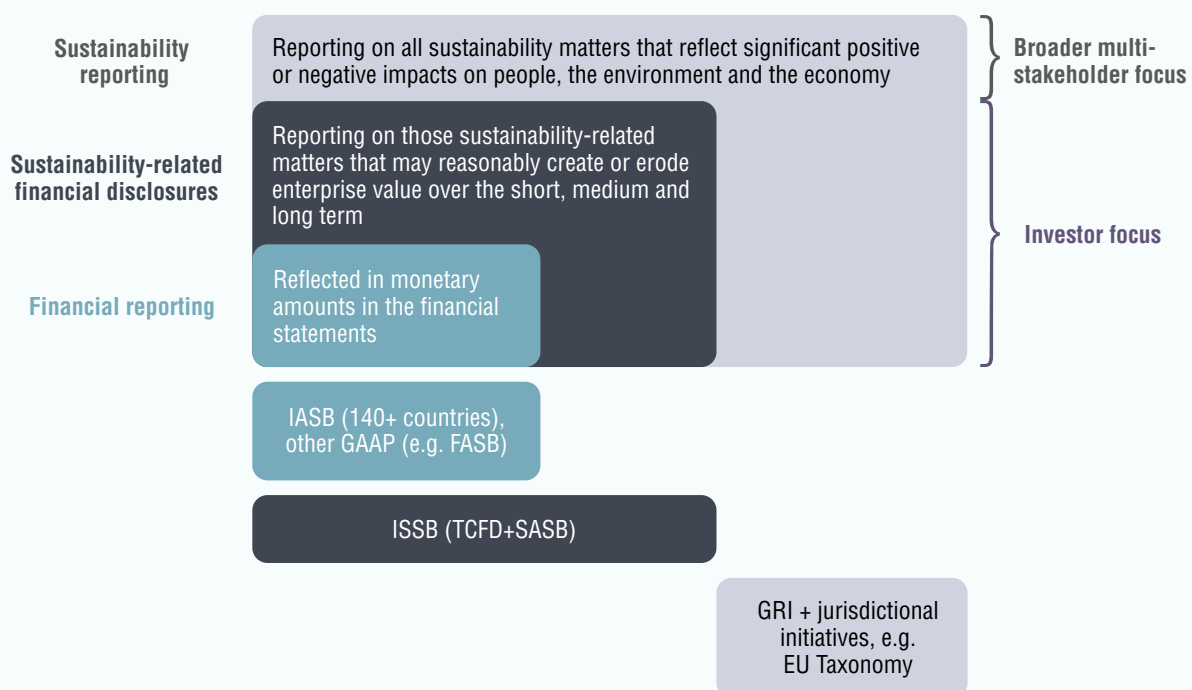 Sustainability
reporting
Reporting on all sustainability matters that reflect significant positive
or negative impacts on people, the environment and the economy
Broader multi-
stakeholder focus
Sustainability-related
financial disclosures
Reporting on those sustainability-related
matters that may reasonably create or erode
enterprise value over the short, medium and
long term
Investor focus
Financial reporting
Reflected in monetary
amounts in the financial
statements
IASB (140+ countries),
other GAAP (e.g. FASB)
ISSB (TCFD+SASB)
GRI + jurisdictional
initiatives, e.g.
EU Taxonomy